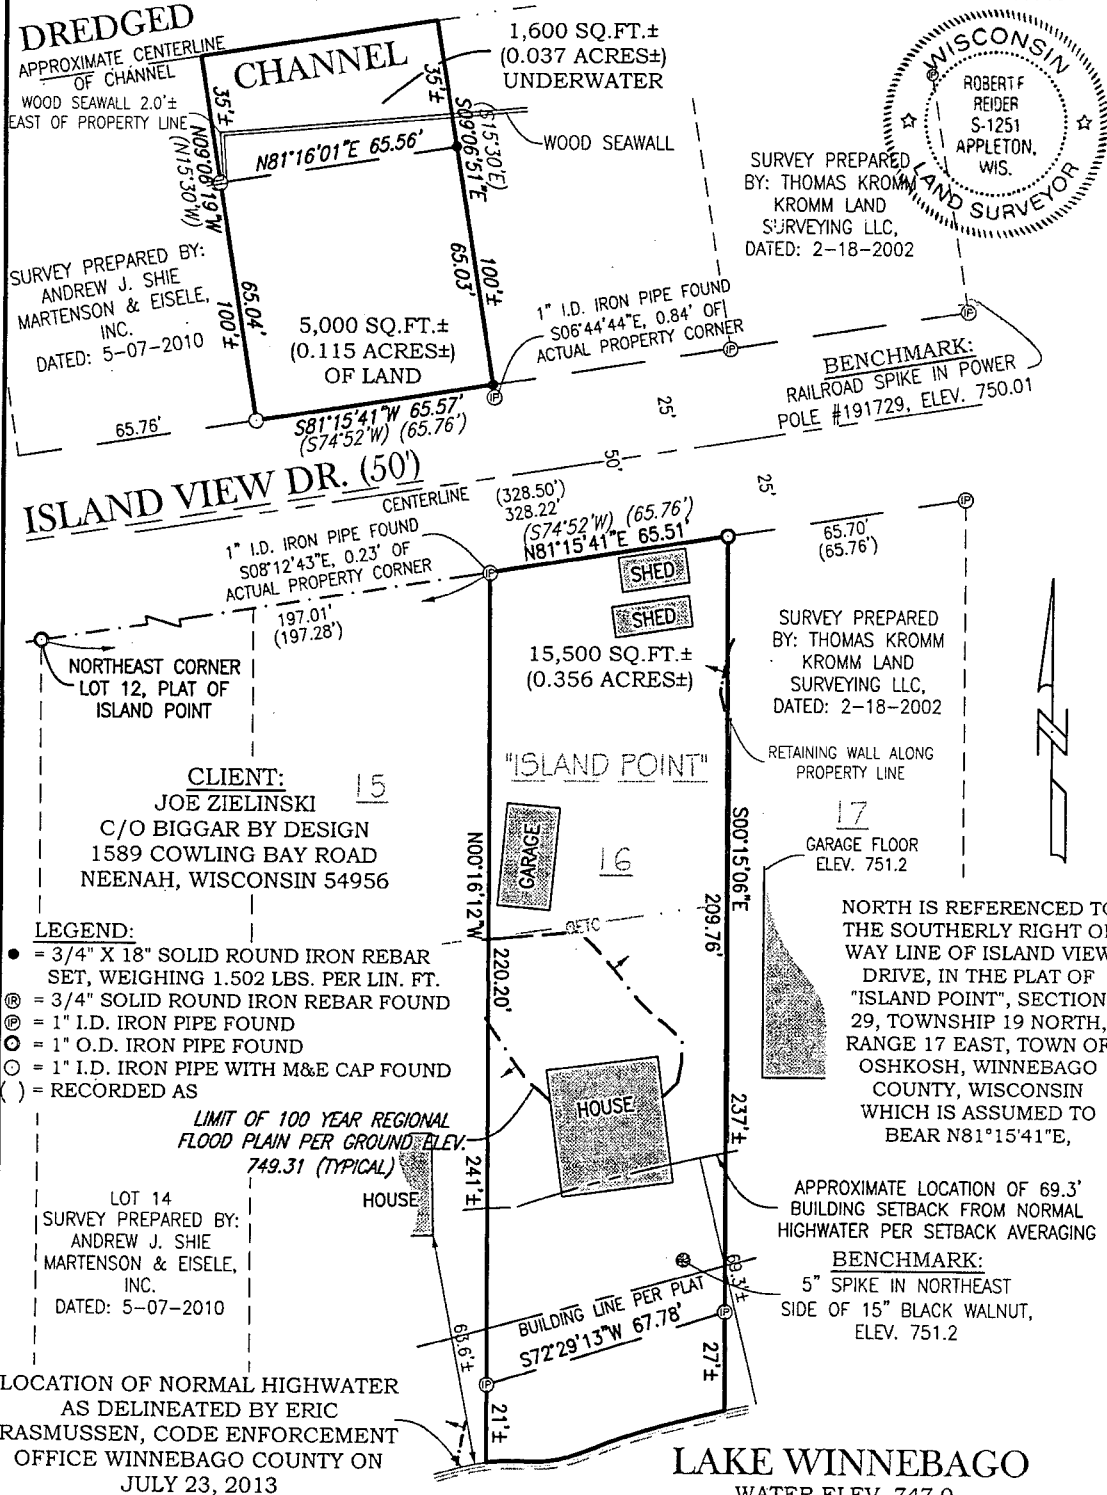 DREDGED
CHANNEL
APPROXIMATE CENTERLINE
OF CHANNEL
WOOD SEAWALL 2.0'±
EAST OF PROPERTY LINE
1,600 SQ.FT.±
(0.037 ACRES±)
UNDERWATER
35'±
35'±
WOOD SEAWALL
N81°16'01"E 65.56'
N09°06'19"W
(N15°30'W)
S09°06'51"E
(S15°30'E)
65.04'
100'±
65.03'
100'±
WISCONSIN
ROBERT F
REIDER
S-1251
APPLETON,
WIS.
LAND SURVEYOR
SURVEY PREPARED
BY: THOMAS KROMM
KROMM LAND
SURVEYING LLC,
DATED: 2-18-2002
SURVEY PREPARED BY:
ANDREW J. SHIE
MARTENSON & EISELE,
INC.
DATED: 5-07-2010
5,000 SQ.FT.±
(0.115 ACRES±)
OF LAND
1" I.D. IRON PIPE FOUND
S06°44'44"E, 0.84' OF
ACTUAL PROPERTY CORNER
IP
IP
IP
IP
BENCHMARK:
RAILROAD SPIKE IN POWER
POLE #191729, ELEV. 750.01
65.76'
S81°15'41"W 65.57'
(S74°52'W) (65.76')
25'
50'
25'
ISLAND VIEW DR. (50')
CENTERLINE
(328.50')
328.22'
(S74°52'W) (65.76')
N81°15'41"E 65.51'
65.70'
(65.76')
IP
IP
1" I.D. IRON PIPE FOUND
S08°12'43"E, 0.23' OF
ACTUAL PROPERTY CORNER
197.01'
(197.28')
NORTHEAST CORNER
LOT 12, PLAT OF
ISLAND POINT
SHED
SHED
15,500 SQ.FT.±
(0.356 ACRES±)
SURVEY PREPARED
BY: THOMAS KROMM
KROMM LAND
SURVEYING LLC,
DATED: 2-18-2002
RETAINING WALL ALONG
PROPERTY LINE
N
"ISLAND POINT"
CLIENT:
JOE ZIELINSKI
C/O BIGGAR BY DESIGN
1589 COWLING BAY ROAD
NEENAH, WISCONSIN 54956
15
16
17
GARAGE
GARAGE FLOOR
ELEV. 751.2
N00°16'12"W
220.20'
241'±
S00°15'06"E
209.76'
237'±
OETC
LEGEND:
= 3/4" X 18" SOLID ROUND IRON REBAR
SET, WEIGHING 1.502 LBS. PER LIN. FT.
= 3/4" SOLID ROUND IRON REBAR FOUND
= 1" I.D. IRON PIPE FOUND
= 1" O.D. IRON PIPE FOUND
= 1" I.D. IRON PIPE WITH M&E CAP FOUND
( ) = RECORDED AS
NORTH IS REFERENCED TO
THE SOUTHERLY RIGHT OF
WAY LINE OF ISLAND VIEW
DRIVE, IN THE PLAT OF
"ISLAND POINT", SECTION
29, TOWNSHIP 19 NORTH,
RANGE 17 EAST, TOWN OF
OSHKOSH, WINNEBAGO
COUNTY, WISCONSIN
WHICH IS ASSUMED TO
BEAR N81°15'41"E,
HOUSE
LIMIT OF 100 YEAR REGIONAL
FLOOD PLAIN PER GROUND ELEV.
749.31 (TYPICAL)
HOUSE
LOT 14
SURVEY PREPARED BY:
ANDREW J. SHIE
MARTENSON & EISELE,
INC.
DATED: 5-07-2010
APPROXIMATE LOCATION OF 69.3'
BUILDING SETBACK FROM NORMAL
HIGHWATER PER SETBACK AVERAGING
BENCHMARK:
5" SPIKE IN NORTHEAST
SIDE OF 15" BLACK WALNUT,
ELEV. 751.2
BUILDING LINE PER PLAT
S72°29'13"W 67.78'
69.3'±
63.6'±
IP
IP
27'±
21'±
LOCATION OF NORMAL HIGHWATER
AS DELINEATED BY ERIC
RASMUSSEN, CODE ENFORCEMENT
OFFICE WINNEBAGO COUNTY ON
JULY 23, 2013
LAKE WINNEBAGO
WATER ELEV. 747.0